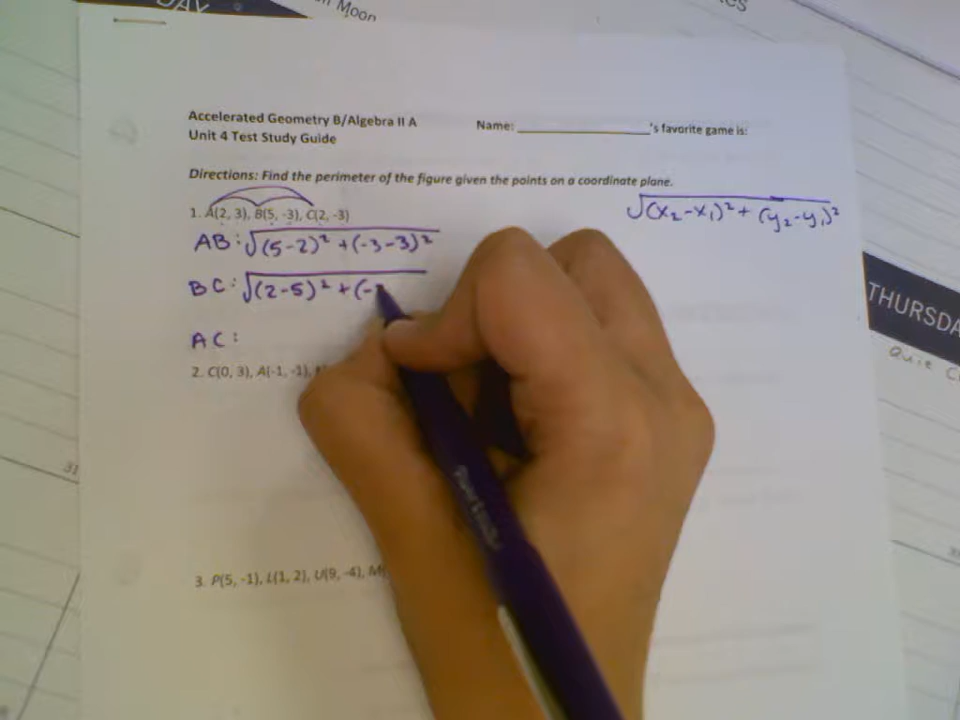 Moon
Accelerated Geometry B/Algebra II A
Unit 4 Test Study Guide
Name: ____________________'s favorite game is:
Directions: Find the perimeter of the figure given the points on a coordinate plane.
1. A(2, 3), B(5, -3), C(2, -3)
√(x₂-x₁)²+(y₂-y₁)²
AB: √(5-2)²+(-3-3)²
BC: √(2-5)²+(-
AC:
2. C(0, 3), A(-1, -1),
3. P(5, -1), L(1, 2), U(9, -4),
THURSDA
31